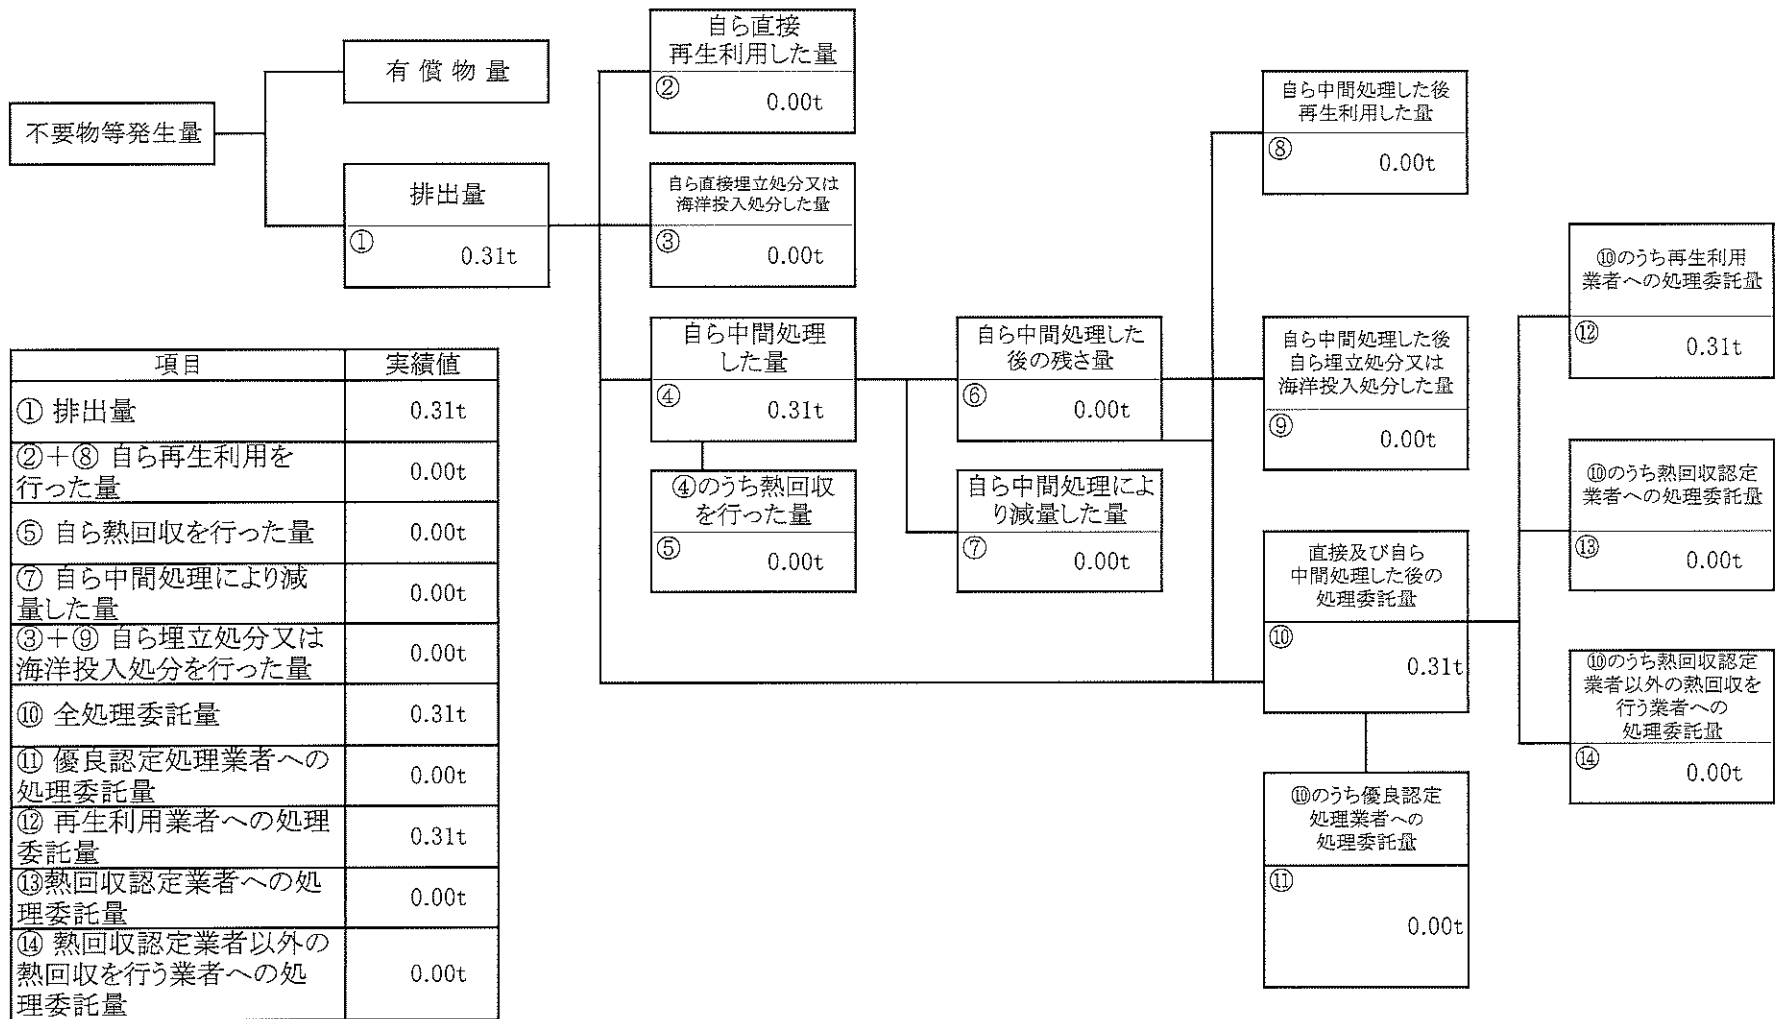 不要物等発生量
有償物量
排出量
①
0.31t
自ら直接
再生利用した量
②
0.00t
自ら直接埋立処分又は
海洋投入処分した量
③
0.00t
自ら中間処理
した量
④
0.31t
④のうち熱回収
を行った量
⑤
0.00t
自ら中間処理した
後の残さ量
⑥
0.00t
自ら中間処理によ
り減量した量
⑦
0.00t
自ら中間処理した後
再生利用した量
⑧
0.00t
自ら中間処理した後
自ら埋立処分又は
海洋投入処分した量
⑨
0.00t
直接及び自ら
中間処理した後の
処理委託量
⑩
0.31t
⑩のうち優良認定
処理業者への
処理委託量
⑪
0.00t
⑩のうち再生利用
業者への処理委託量
⑫
0.31t
⑩のうち熱回収認定
業者への処理委託量
⑬
0.00t
⑩のうち熱回収認定
業者以外の熱回収を
行う業者への
処理委託量
⑭
0.00t
項目 実績値
① 排出量 0.31t
②＋⑧ 自ら再生利用を
行った量 0.00t
⑤ 自ら熱回収を行った量 0.00t
⑦ 自ら中間処理により減
量した量 0.00t
③＋⑨ 自ら埋立処分又は
海洋投入処分を行った量 0.00t
⑩ 全処理委託量 0.31t
⑪ 優良認定処理業者への
処理委託量 0.00t
⑫ 再生利用業者への処理
委託量 0.31t
⑬熱回収認定業者への処
理委託量 0.00t
⑭ 熱回収認定業者以外の
熱回収を行う業者への処
理委託量 0.00t